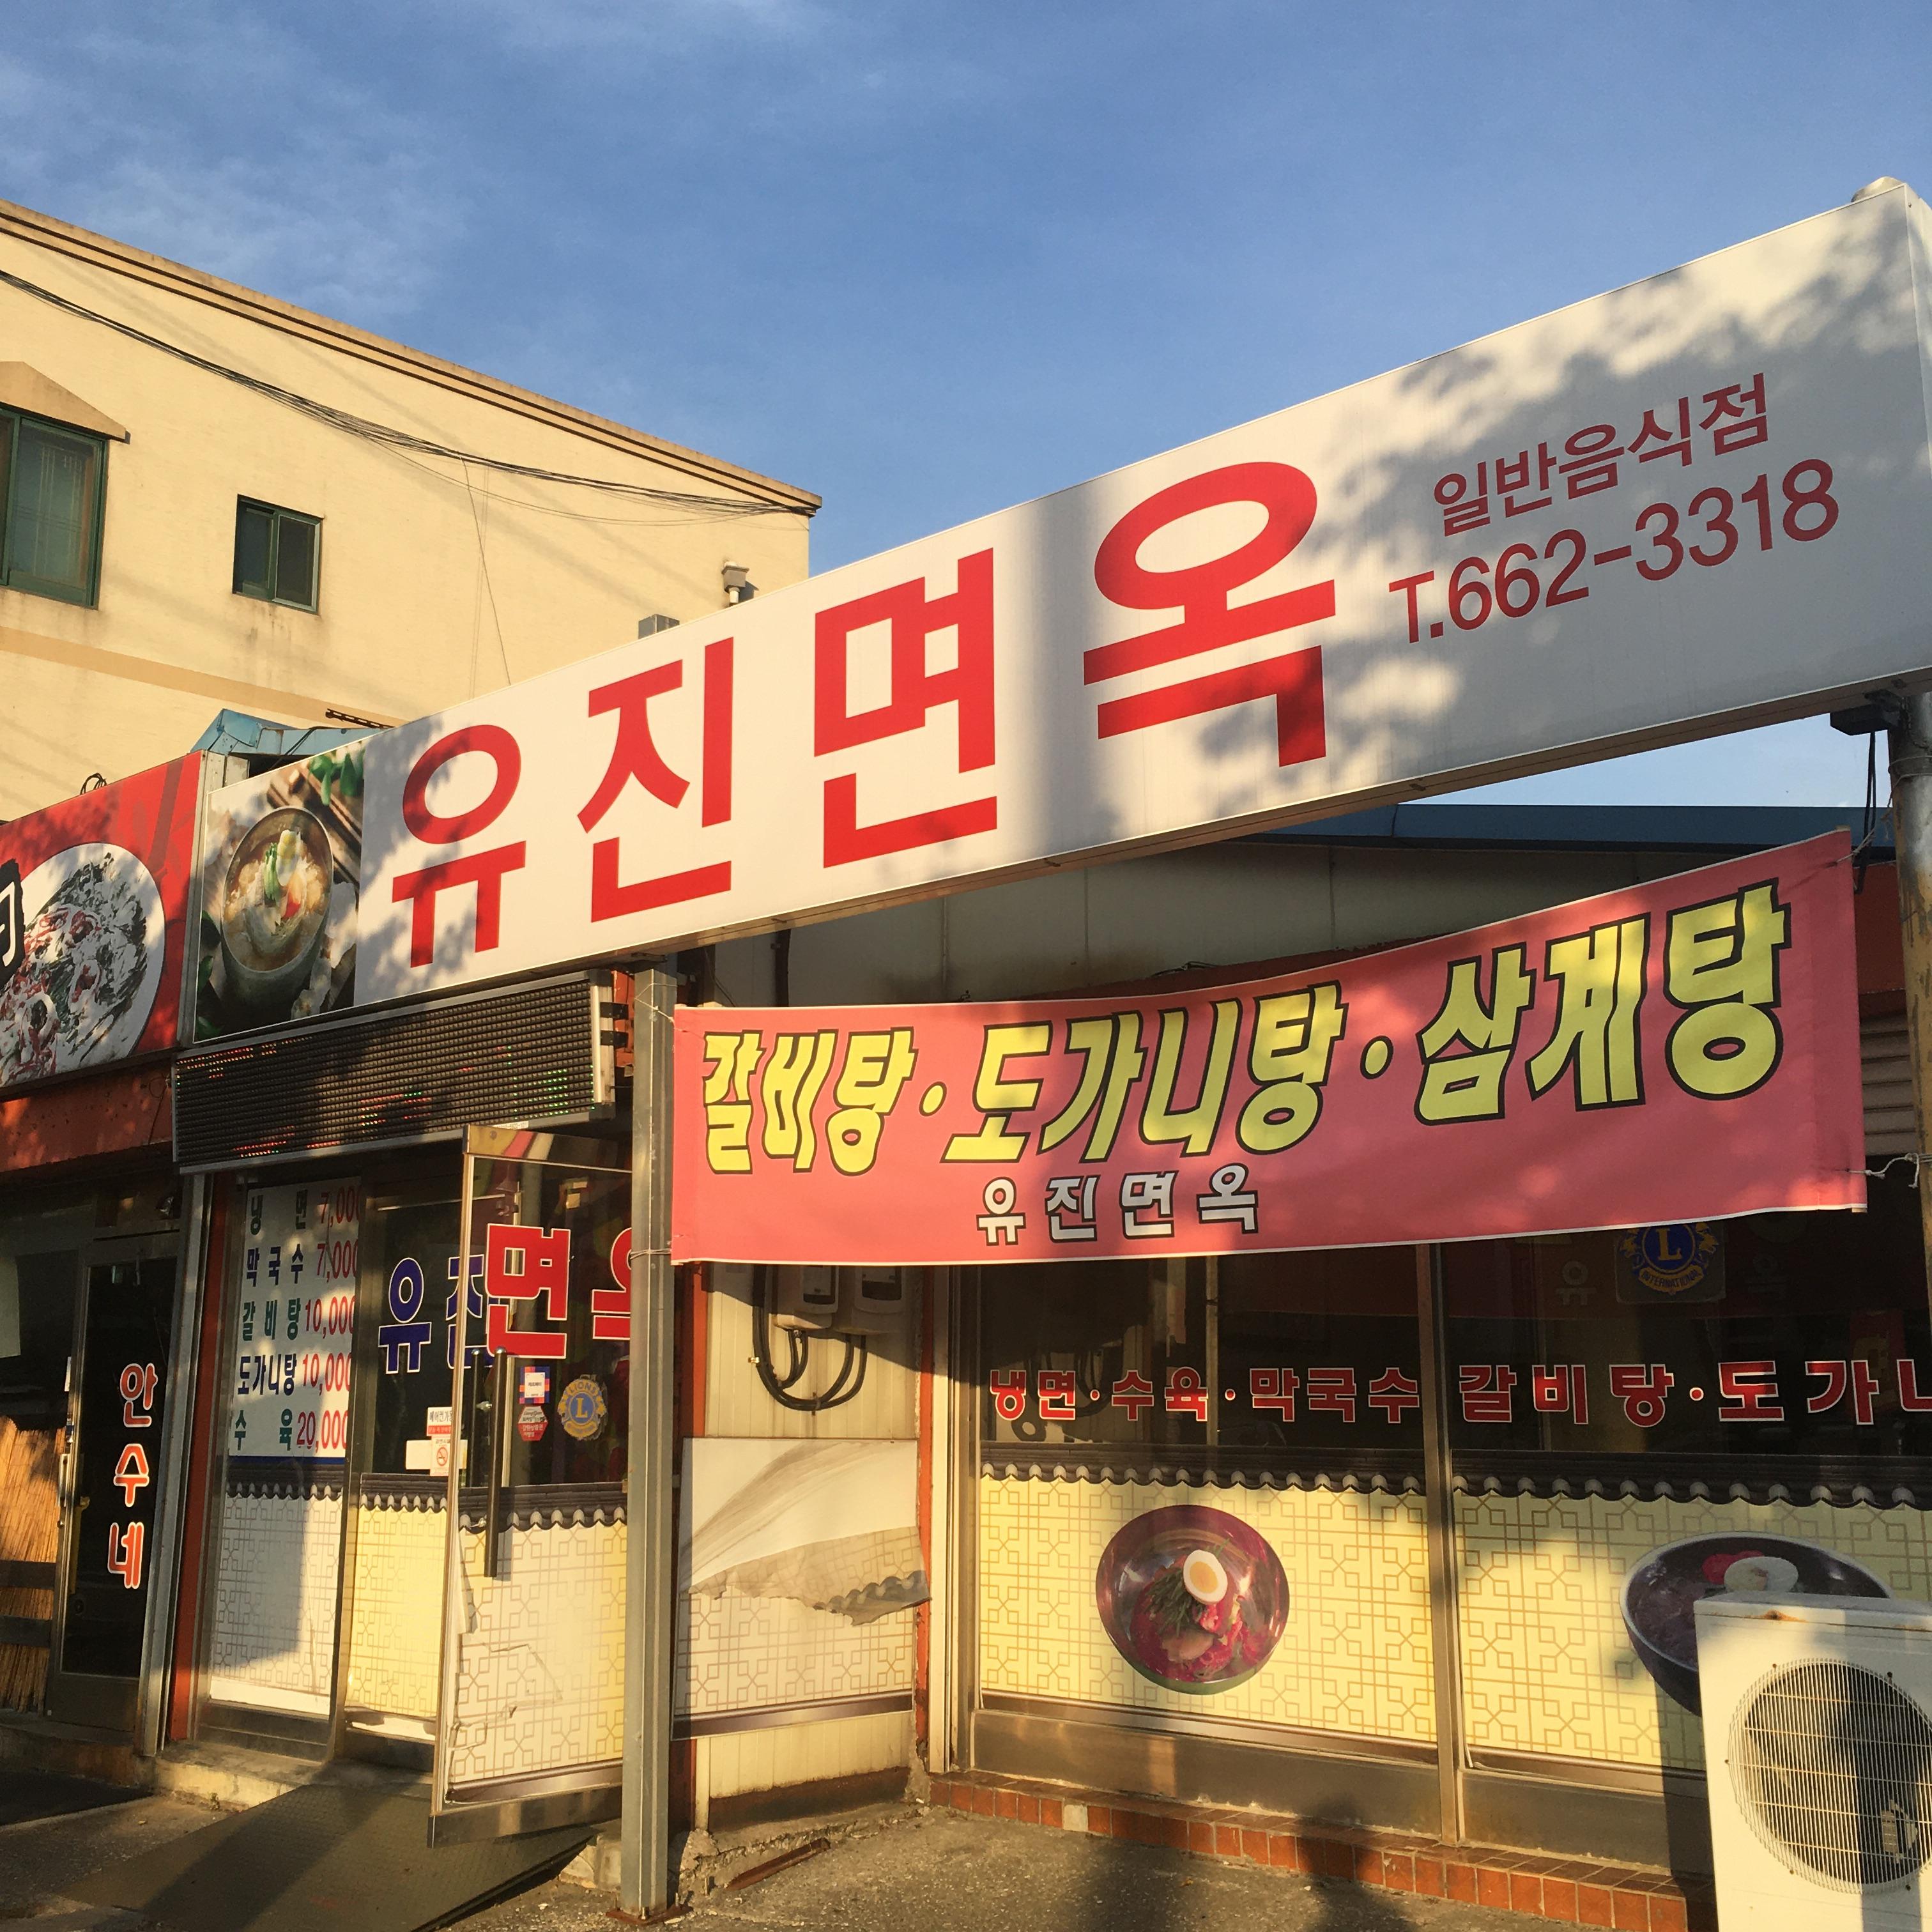 유진면옥
일반음식점
T.662-3318
갈비탕·도가니탕·삼계탕
유진면옥
냉 면 7,000
막 국 수 7,000
갈 비 탕 10,000
도가니탕 10,000
수 육 20,000
유
면
LIONS
L
L
INTERNATIONAL
냉면·수육·막국수 갈비탕·도가니
안수네